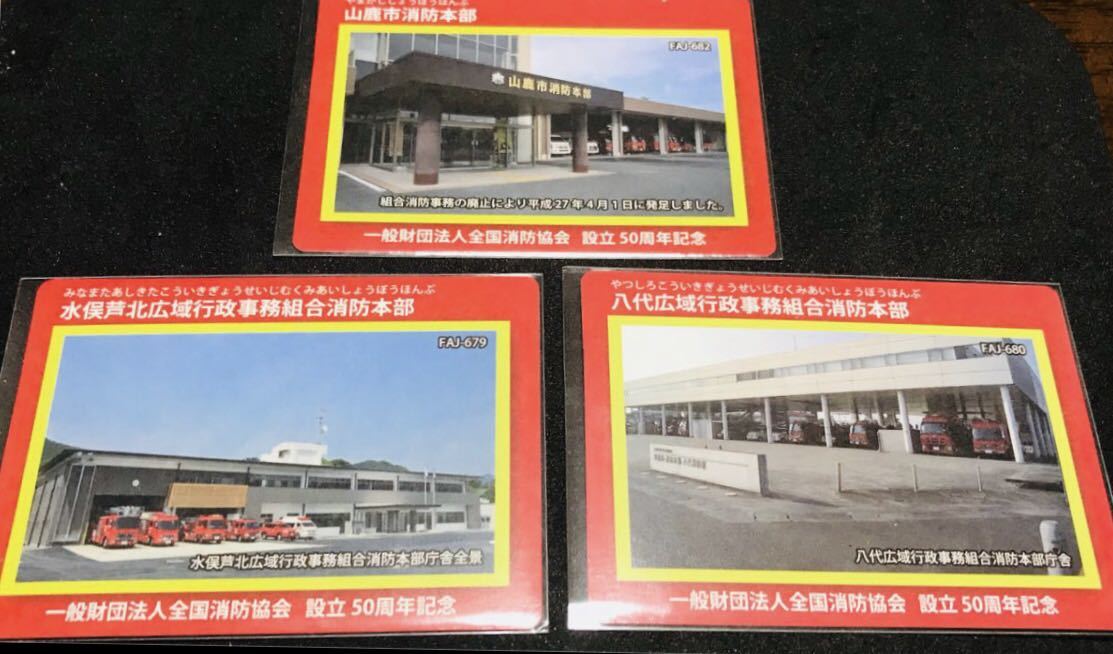 やまがししょうぼうほんぶ
山鹿市消防本部
FAJ-682
山鹿市消防本部
組合消防事務の廃止により平成27年4月1日に発足しました。
一般財団法人全国消防協会 設立50周年記念
みなまたあしきたこういきぎょうせいじむくみあいしょうぼうほんぶ
水俣芦北広域行政事務組合消防本部
FAJ-679
水俣芦北広域行政事務組合消防本部庁舎全景
一般財団法人全国消防協会 設立50周年記念
やつしろこういきぎょうせいじむくみあいしょうぼうほんぶ
八代広域行政事務組合消防本部
FAJ-680
八代広域行政事務組合消防本部庁舎
一般財団法人全国消防協会 設立50周年記念